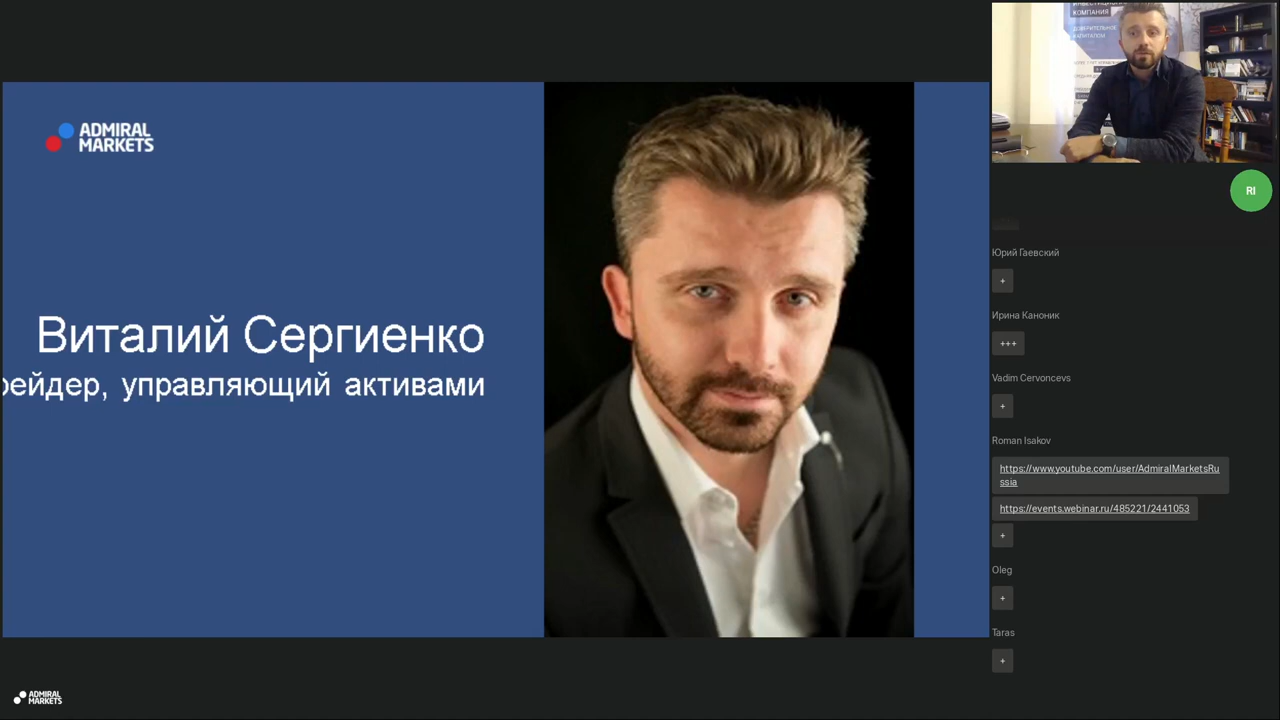 ADMIRAL
MARKETS
Виталий Сергиенко
рейдер, управляющий активами
КОМПАНИЯ
RI
Юрий Гаевский
+
Ирина Каноник
+++
Vadim Cervoncevs
+
Roman Isakov
https://www.youtube.com/user/AdmiralMarketsRu
ssia
https://events.webinar.ru/485221/2441053
+
Oleg
+
Taras
+
ADMIRAL
MARKETS